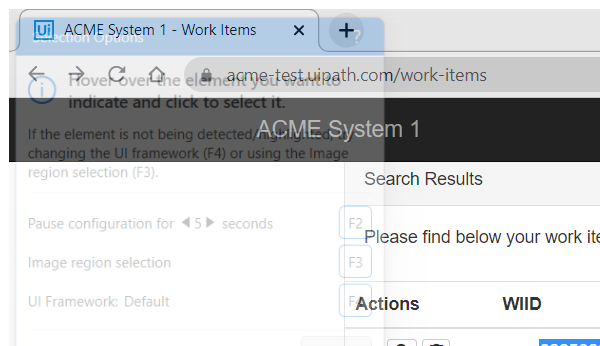 Ui ACME System 1 - Work Items
Selection Options ?
acme-test.uipath.com/work-items
Hover over the element you want to
indicate and click to select it.
ACME System 1
If the element is not being detected/highlighted, try
changing the UI framework (F4) or using the Image
region selection (F3).
Search Results
Pause configuration for 5 seconds F2
Please find below your work ite
Image region selection F3
UI Framework: Default
Actions WIID